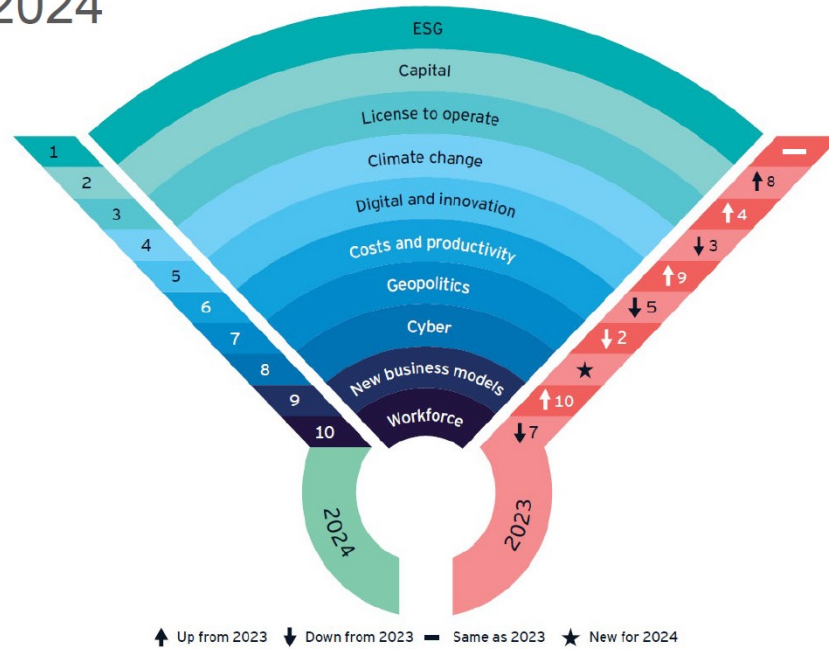 2024
ESG
Capital
License to operate
Climate change
Digital and innovation
Costs and productivity
Geopolitics
Cyber
New business models
Workforce
1
2
3
4
5
6
7
8
9
10
8
4
3
9
5
2
10
7
2024
2023
Up from 2023 Down from 2023 Same as 2023 New for 2024